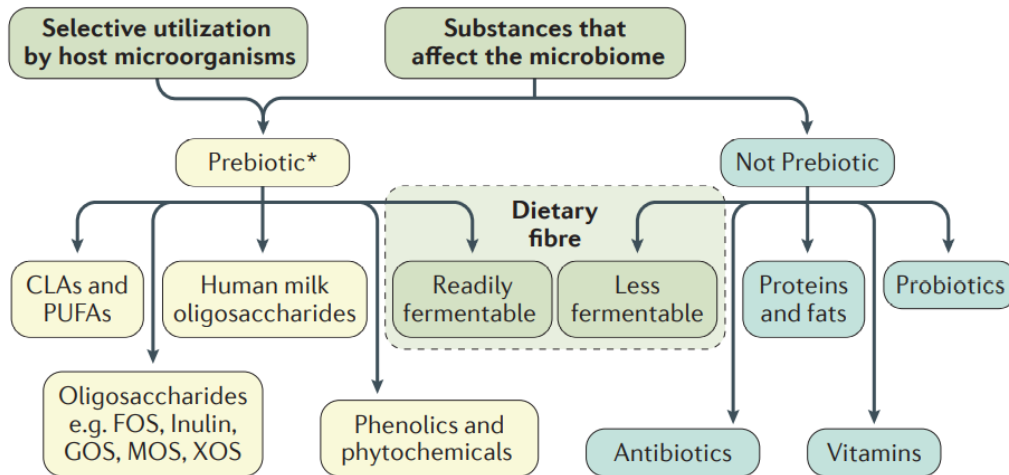 Selective utilization
by host microorganisms
Substances that
affect the microbiome
Prebiotic*
Not Prebiotic
Dietary
fibre
CLAs and
PUFAs
Human milk
oligosaccharides
Readily
fermentable
Less
fermentable
Proteins
and fats
Probiotics
Oligosaccharides
e.g. FOS, Inulin,
GOS, MOS, XOS
Phenolics and
phytochemicals
Antibiotics
Vitamins